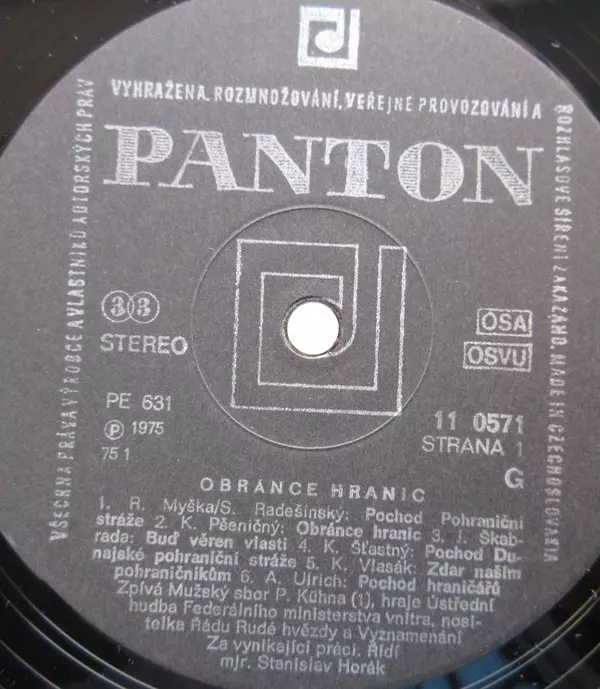 VYHRAŽENA. ROZMNOŽOVÁNÍ, VEŘEJNÉ PROVOZOVÁNÍ A
ROZHLASOVÉ ŠÍŘENÍ ZAKÁZÁNO. MADE IN CZECHOSLOVAKIA
VŠECHNA PRÁVA VÝROBCE A VLASTNÍKŮ AUTORSKÝCH PRÁV
PANTON
33
STEREO
OSA
OSVU
PE 631
Ⓟ 1975
75 1
11 0571
STRANA 1
G
OBRÁNCE HRANIC
1. R. Myška/S. Radešínský: Pochod Pohraniční
stráže 2. K. Pšeničný: Obránce hranic 3. J. Škab-
rada: Buď věren vlasti 4. K. Šťastný: Pochod Du-
najské pohraniční stráže 5. K. Vlasák: Zdar našim
pohraničníkům 6. A. Ulrich: Pochod hraničářů
Zpívá Mužský sbor P. Kühna (1), hraje Ústřední
hudba Federálního ministerstva vnitra, nosi-
telka Řádu Rudé hvězdy a Vyznamenání
Za vynikající práci. Řídí
mjr. Stanislav Horák